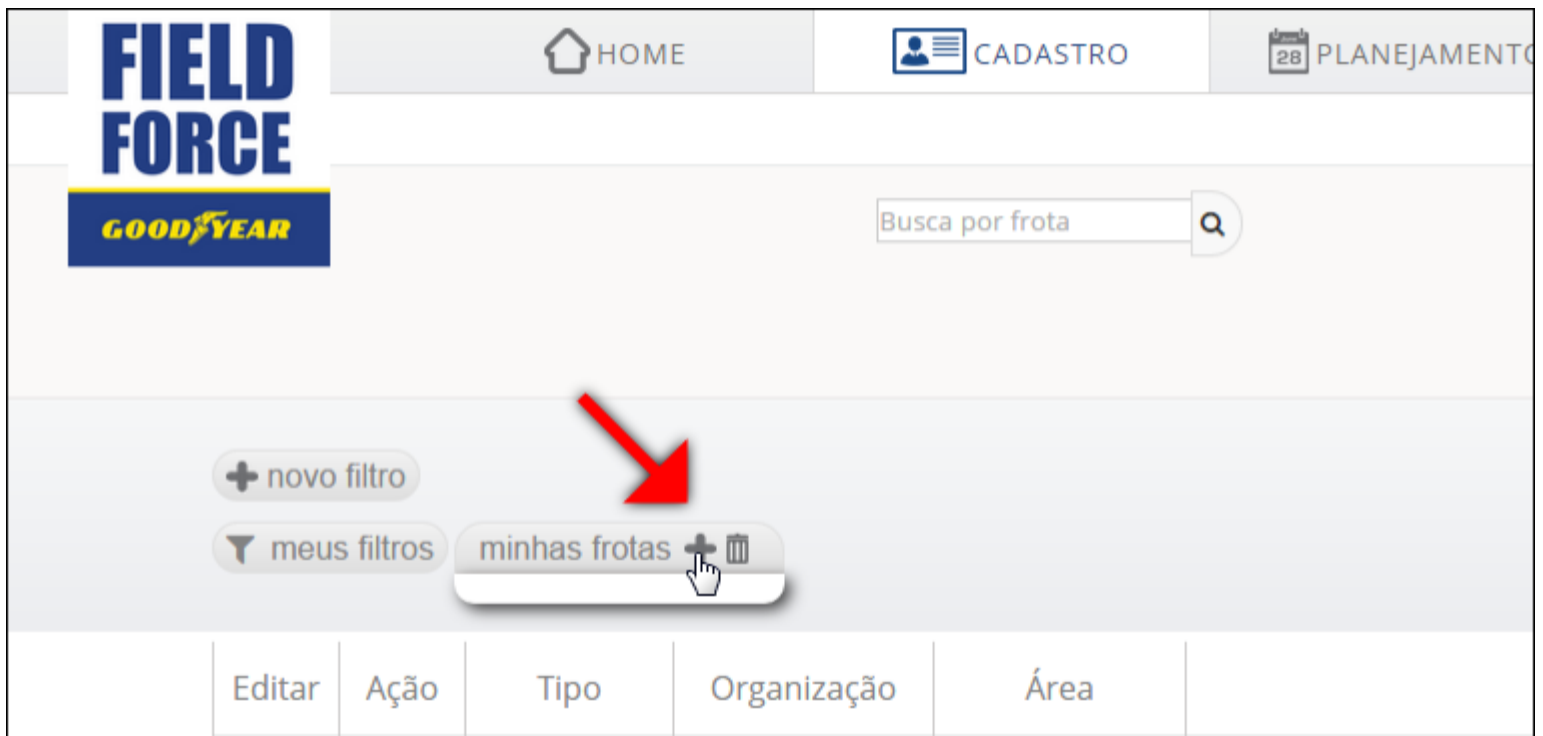 FIELD
FORCE
GOODYEAR
HOME
CADASTRO
28 PLANEJAMENTO
Busca por frota
novo filtro
meus filtros
minhas frotas
Editar Ação Tipo Organização Área